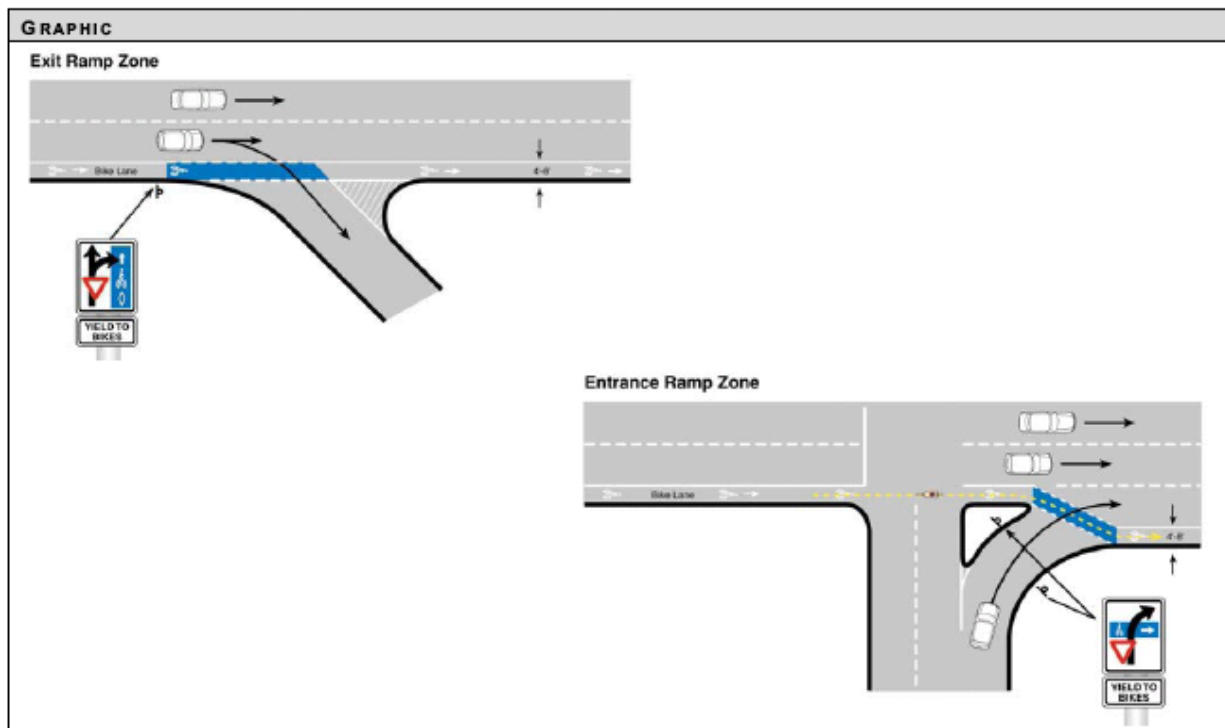 GRAPHIC
Exit Ramp Zone
Bike Lane
4'-6'
YIELD TO
BIKES
Entrance Ramp Zone
Bike Lane
4'-6'
YIELD TO
BIKES